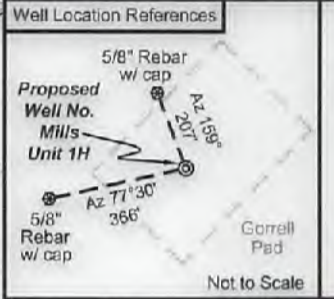 Well Location References
5/8" Rebar
w/ cap
Proposed
Well No.
Mills
Unit 1H
Az 159°
207'
Az 77°30'
366'
5/8"
Rebar
w/ cap
Gorrell
Pad
Not to Scale